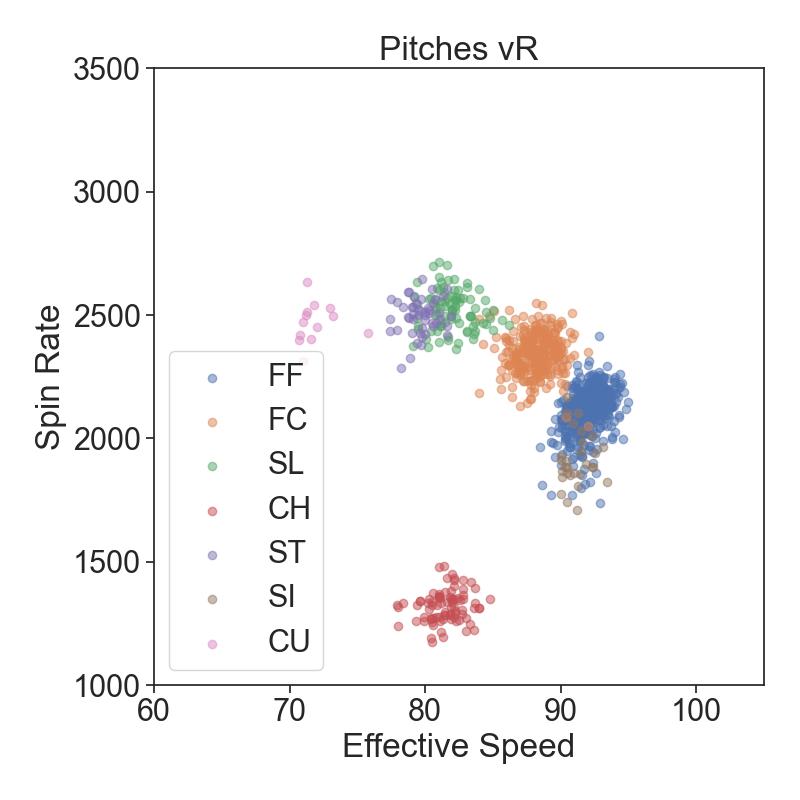 Pitches vR
3500
3000
2500
2000
1500
1000
Spin Rate
FF
FC
SL
CH
ST
SI
CU
60 70 80 90 100
Effective Speed